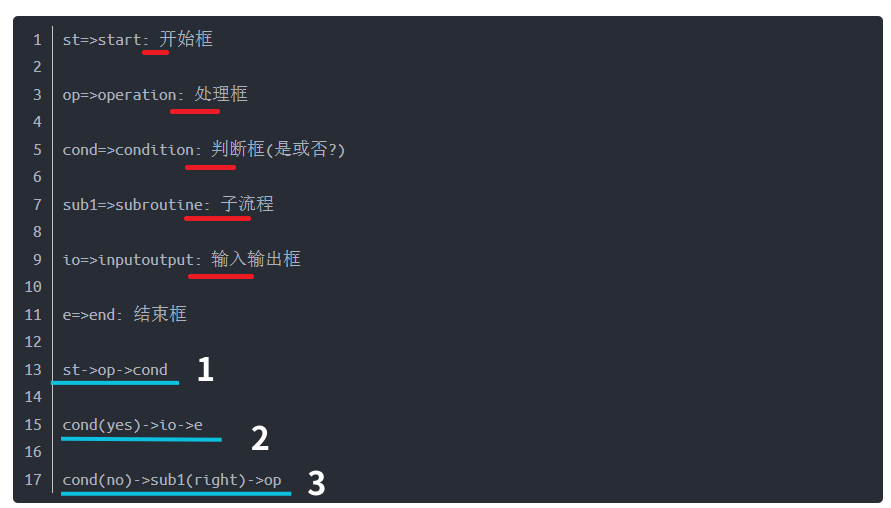 1 st=>start: 开始框
2
3 op=>operation: 处理框
4
5 cond=>condition: 判断框(是或否?)
6
7 sub1=>subroutine: 子流程
8
9 io=>inputoutput: 输入输出框
10
11 e=>end: 结束框
12
13 st->op->cond 1
14
15 cond(yes)->io->e 2
16
17 cond(no)->sub1(right)->op 3